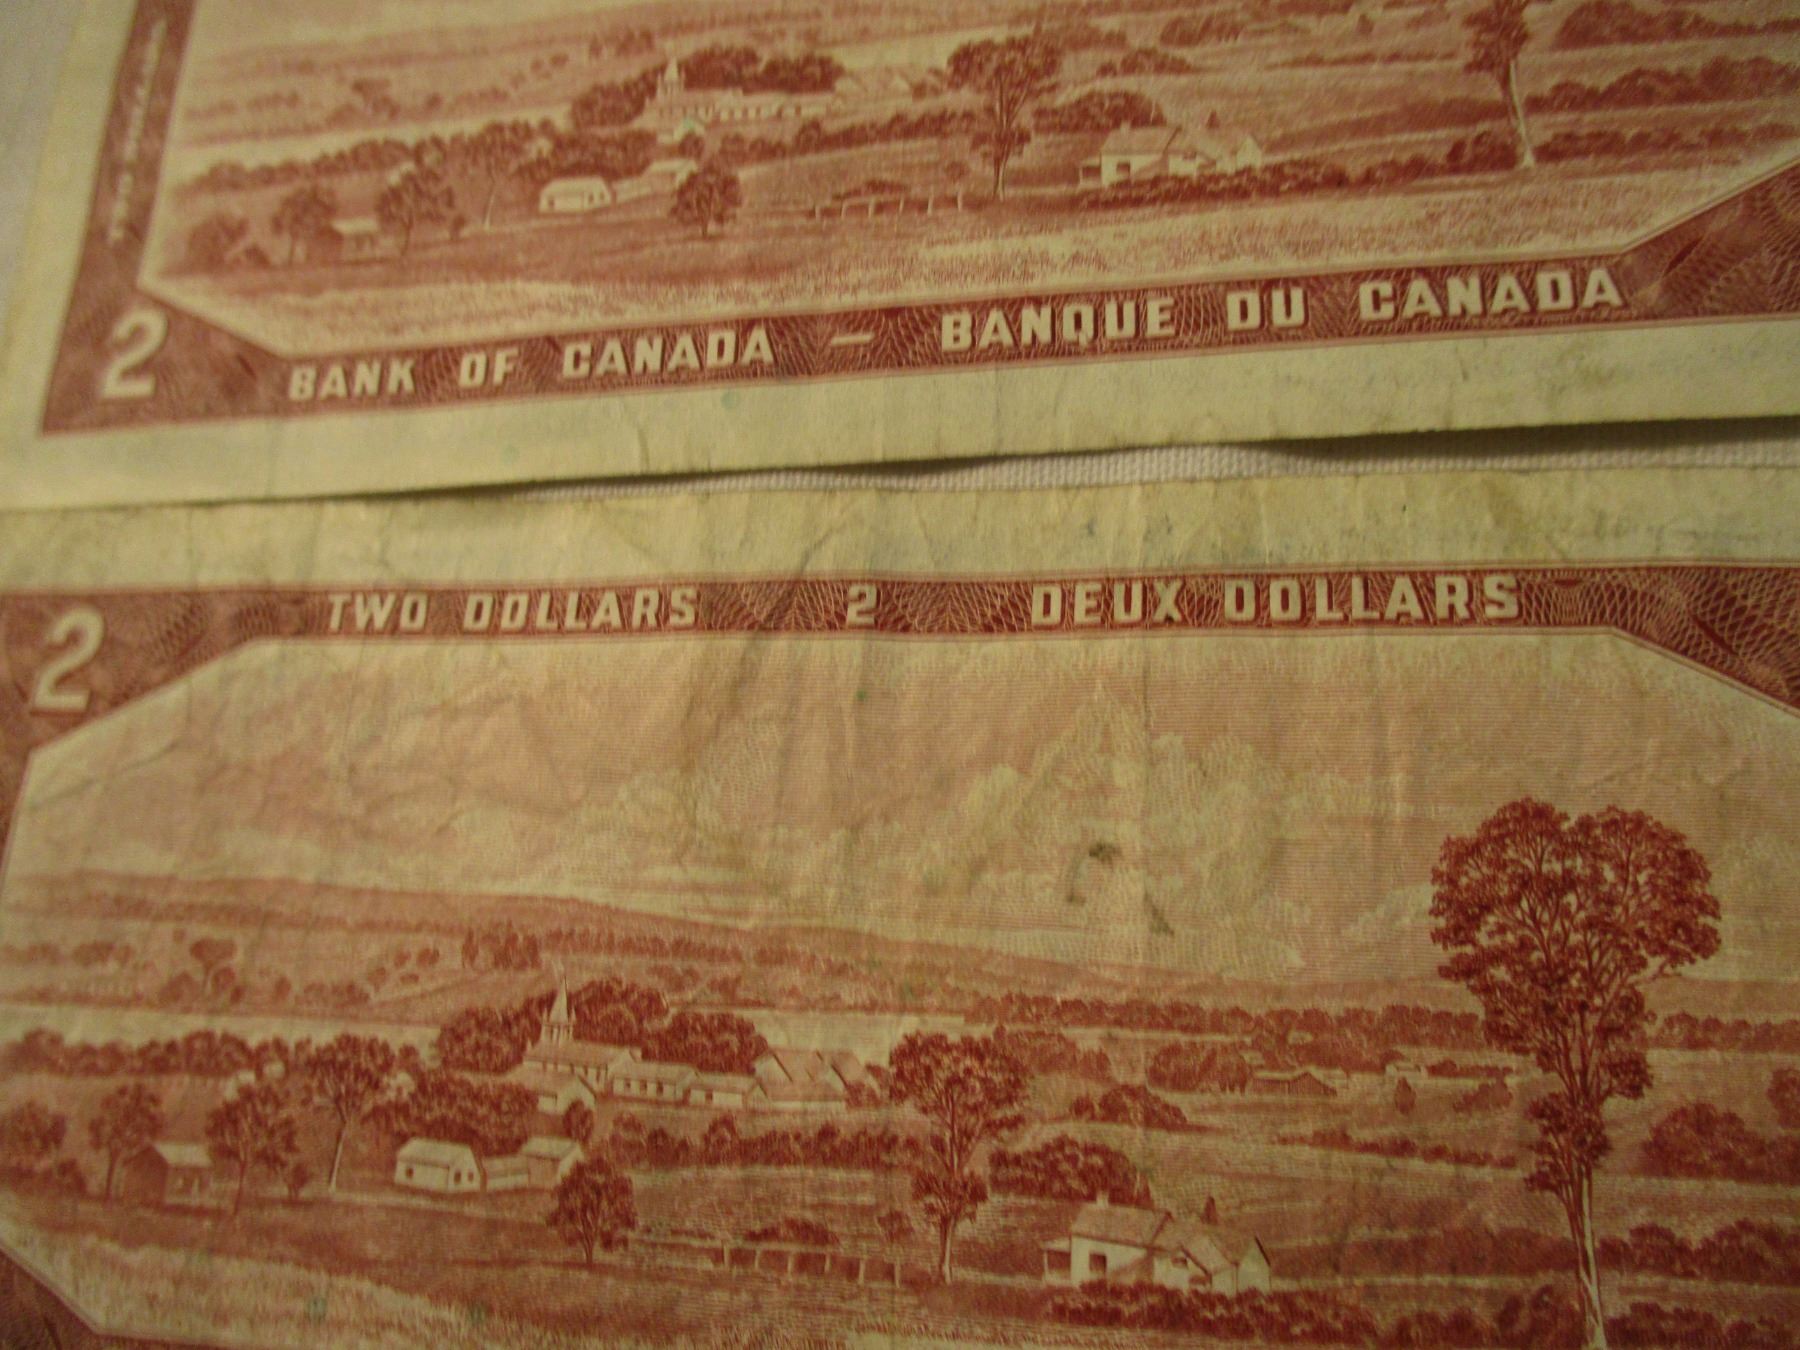 2
BANK OF CANADA — BANQUE DU CANADA
2 TWO DOLLARS 2 DEUX DOLLARS